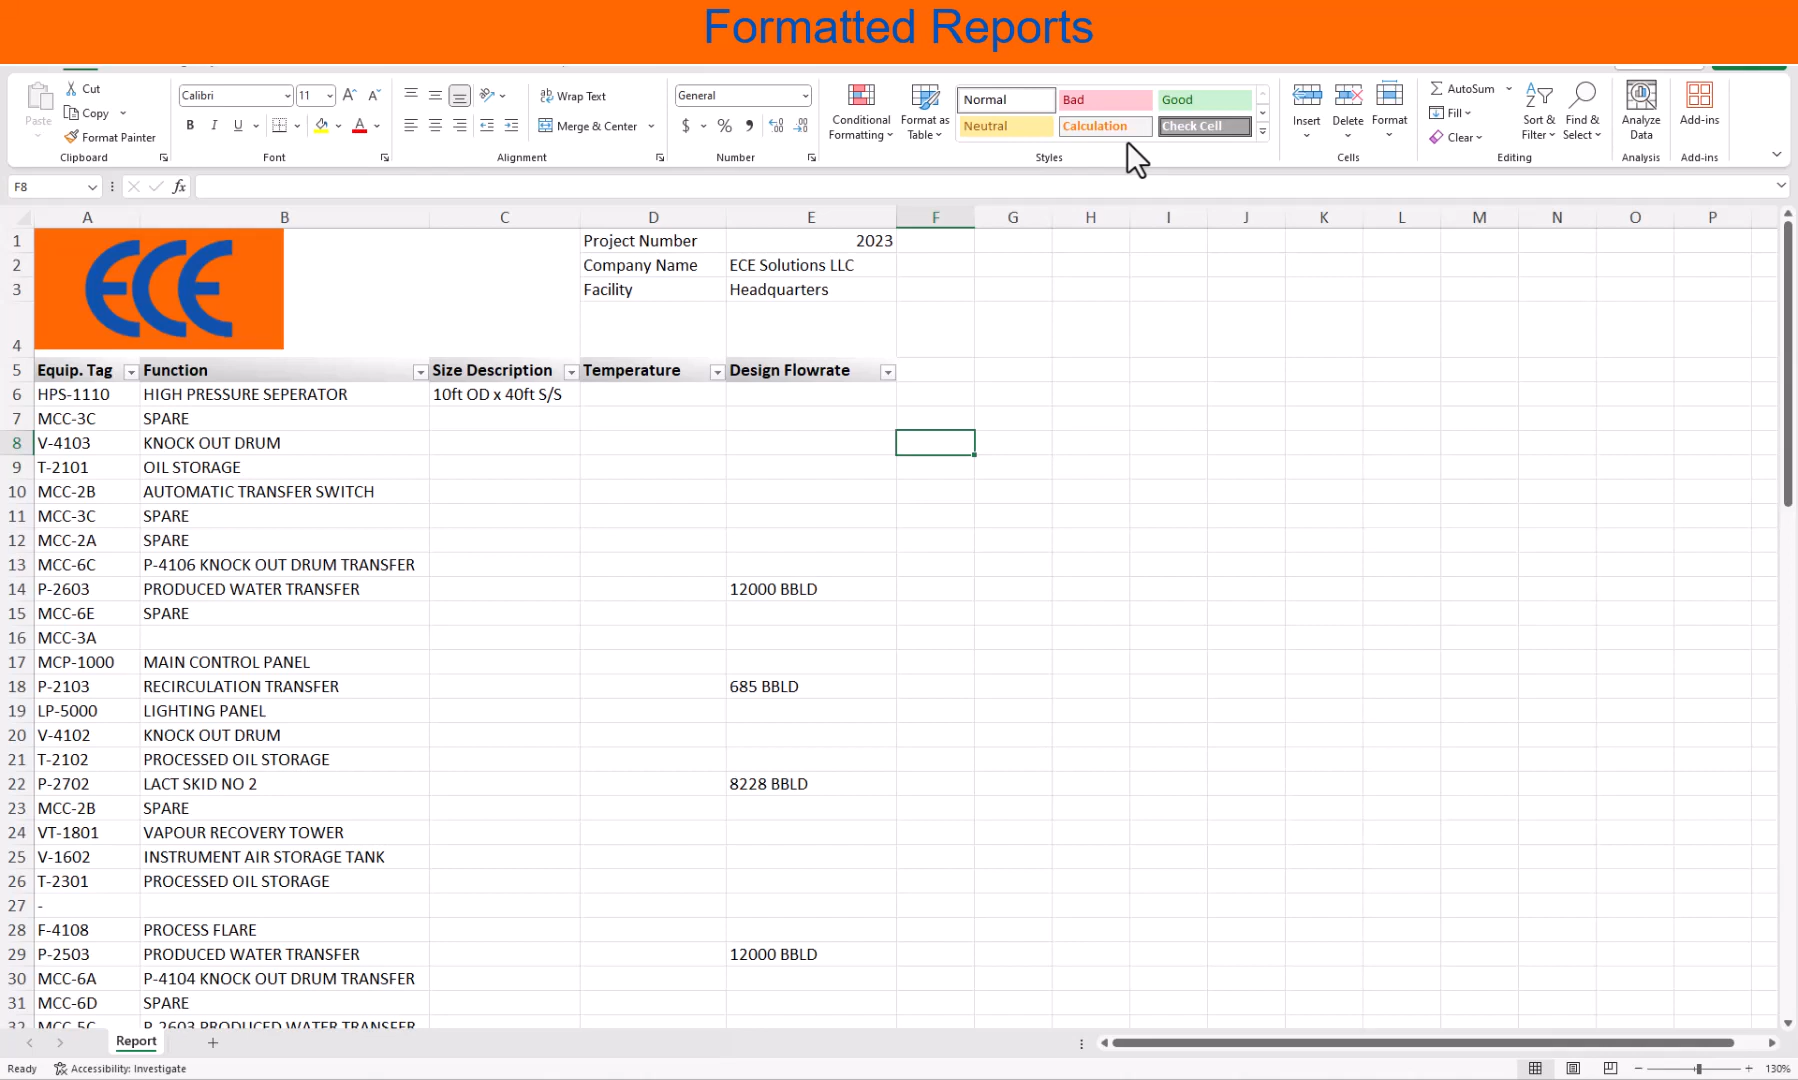 Formatted Reports
Paste
Cut
Copy
Format Painter
Clipboard
Calibri
11
B I U
Font
Wrap Text
Merge & Center
Alignment
General
$ % ,
Number
Conditional
Formatting
Format as
Table
Normal Bad Good
Neutral Calculation Check Cell
Styles
Insert Delete Format
Cells
AutoSum
Fill
Clear
Sort &
Filter
Find &
Select
Editing
Analyze
Data
Analysis
Add-ins
Add-ins
F8 fx
A B C D E F G H I J K L M N O P
ECE
1 Project Number 2023
2 Company Name ECE Solutions LLC
3 Facility Headquarters
4
5 Equip. Tag Function Size Description Temperature Design Flowrate
6 HPS-1110 HIGH PRESSURE SEPERATOR 10ft OD x 40ft S/S
7 MCC-3C SPARE
8 V-4103 KNOCK OUT DRUM
9 T-2101 OIL STORAGE
10 MCC-2B AUTOMATIC TRANSFER SWITCH
11 MCC-3C SPARE
12 MCC-2A SPARE
13 MCC-6C P-4106 KNOCK OUT DRUM TRANSFER
14 P-2603 PRODUCED WATER TRANSFER 12000 BBLD
15 MCC-6E SPARE
16 MCC-3A
17 MCP-1000 MAIN CONTROL PANEL
18 P-2103 RECIRCULATION TRANSFER 685 BBLD
19 LP-5000 LIGHTING PANEL
20 V-4102 KNOCK OUT DRUM
21 T-2102 PROCESSED OIL STORAGE
22 P-2702 LACT SKID NO 2 8228 BBLD
23 MCC-2B SPARE
24 VT-1801 VAPOUR RECOVERY TOWER
25 V-1602 INSTRUMENT AIR STORAGE TANK
26 T-2301 PROCESSED OIL STORAGE
27 -
28 F-4108 PROCESS FLARE
29 P-2503 PRODUCED WATER TRANSFER 12000 BBLD
30 MCC-6A P-4104 KNOCK OUT DRUM TRANSFER
31 MCC-6D SPARE
32 MCC-5C P-2603 PRODUCED WATER TRANSFER
Report
Ready Accessibility: Investigate 130%